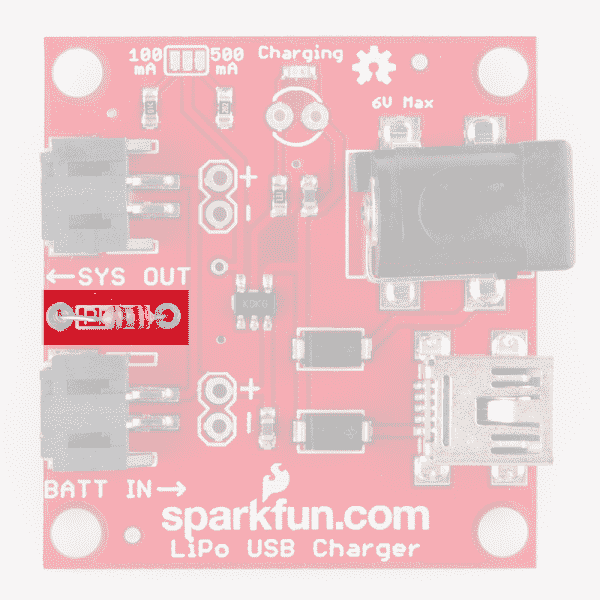 100 mA 500 mA
Charging
6V Max
+
-
←SYS OUT
+
-
BATT IN→
sparkfun.com
LiPo USB Charger